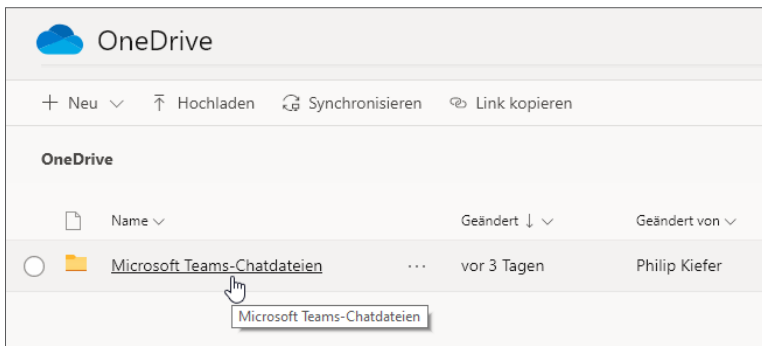 OneDrive
Neu Hochladen Synchronisieren Link kopieren
OneDrive
Name Geändert Geändert von
Microsoft Teams-Chatdateien ... vor 3 Tagen Philip Kiefer
Microsoft Teams-Chatdateien